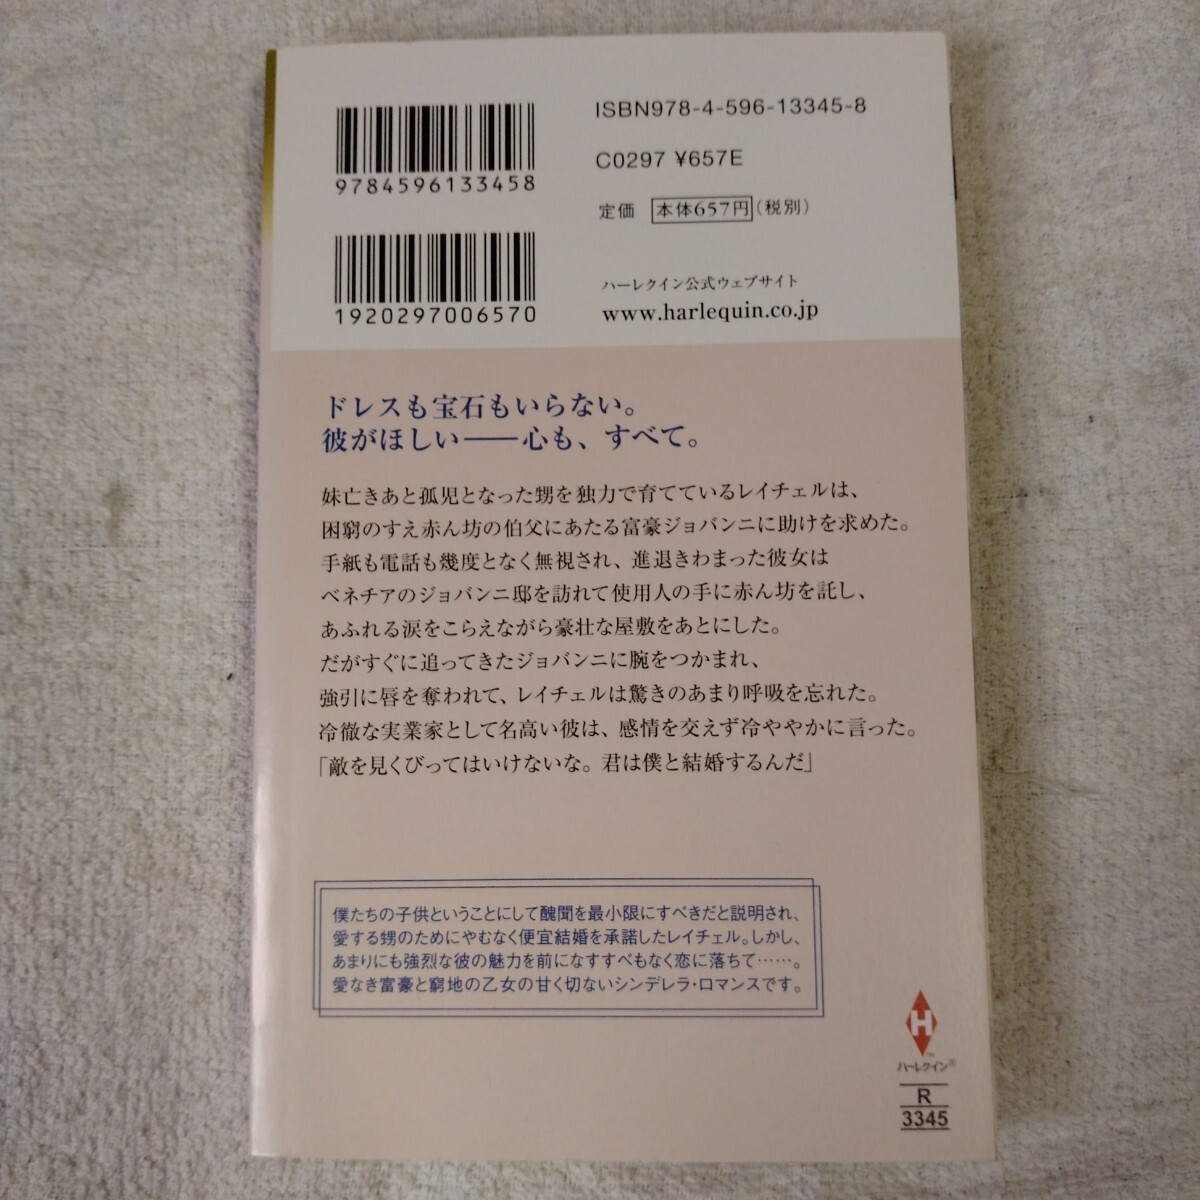 ISBN978-4-596-13345-8
C0297 ¥657E
定価 本体657円(税別)
9784596133458
1920297006570
ハーレクイン公式ウェブサイト
www.harlequin.co.jp
ドレスも宝石もいらない。
彼がほしい――心も、すべて。
妹亡きあと孤児となった甥を独力で育てているレイチェルは、
困窮のすえ赤ん坊の伯父にあたる富豪ジョバンニに助けを求めた。
手紙も電話も幾度となく無視され、進退きわまった彼女は
ベネチアのジョバンニ邸を訪れて使用人の手に赤ん坊を託し、
あふれる涙をこらえながら豪壮な屋敷をあとにした。
だがすぐに追ってきたジョバンニに腕をつかまれ、
強引に唇を奪われて、レイチェルは驚きのあまり呼吸を忘れた。
冷徹な実業家として名高い彼は、感情を交えず冷ややかに言った。
「敵を見くびってはいけないな。君は僕と結婚するんだ」
僕たちの子供ということにして醜聞を最小限にすべきだと説明され、
愛する甥のためにやむなく便宜結婚を承諾したレイチェル。しかし、
あまりにも強烈な彼の魅力を前になすすべもなく恋に落ちて……。
愛なき富豪と窮地の乙女の甘く切ないシンデレラ・ロマンスです。
H
™
ハーレクイン®
R
3345